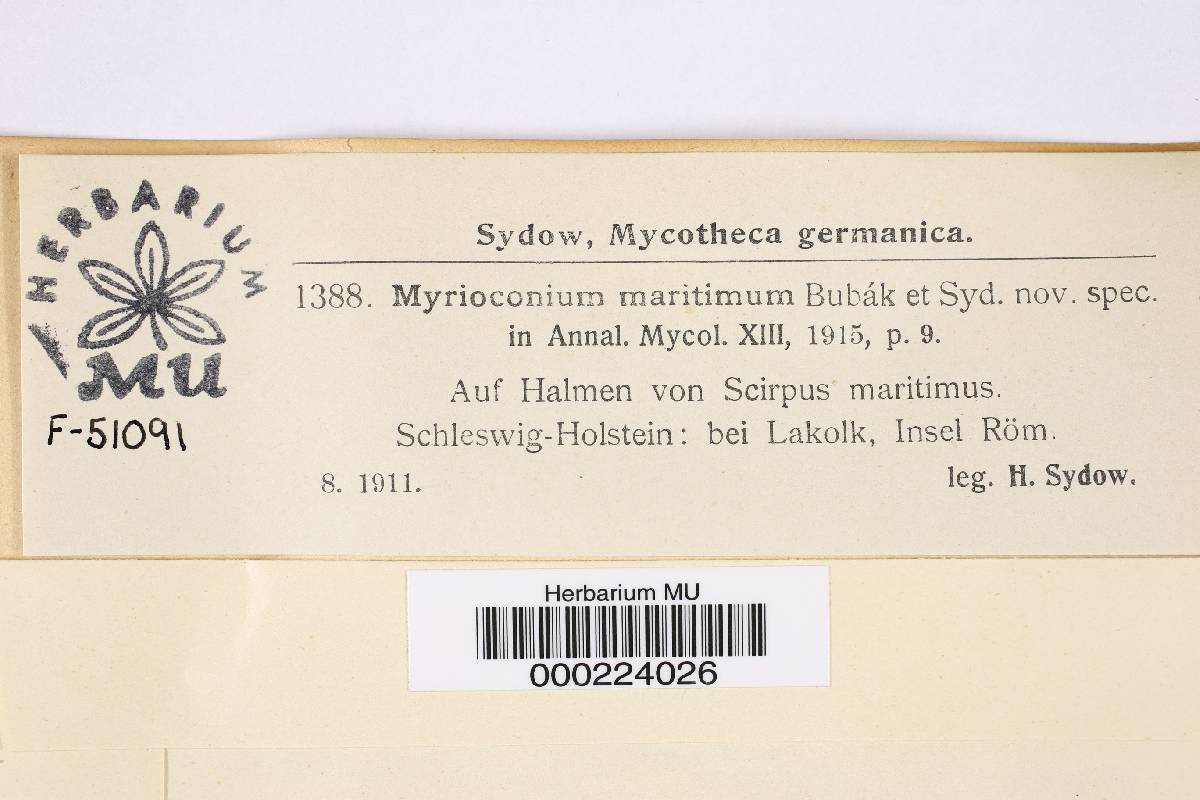 HERBARIUM
MU
F-51091
Sydow, Mycotheca germanica.
1388. Myrioconium maritimum Bubák et Syd. nov. spec.
in Annal. Mycol. XIII, 1915, p. 9.
Auf Halmen von Scirpus maritimus.
Schleswig-Holstein: bei Lakolk, Insel Röm.
8. 1911.
leg. H. Sydow.
Herbarium MU
000224026